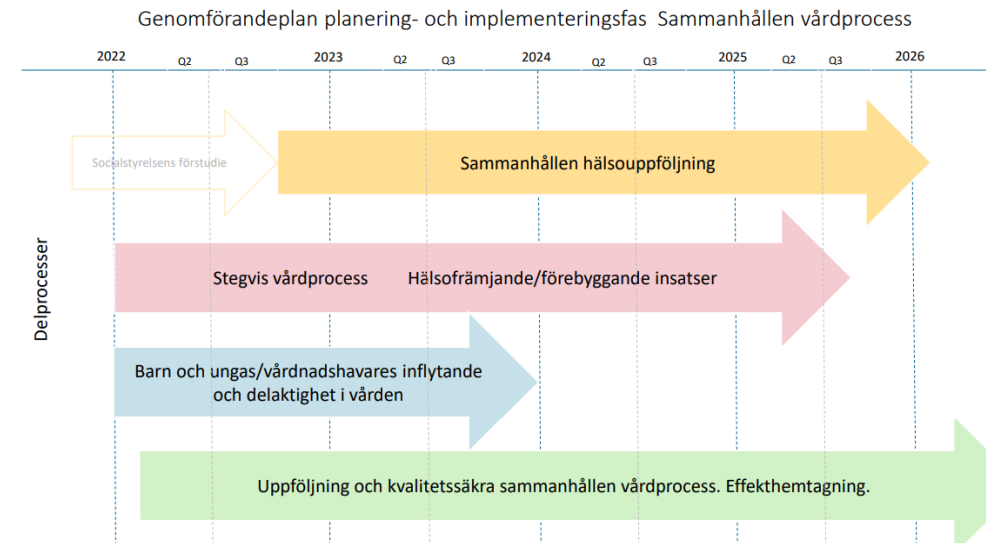 Genomförandeplan planering- och implementeringsfas Sammanhållen vårdprocess
2022 Q2 Q3 2023 Q2 Q3 2024 Q2 Q3 2025 Q2 Q3 2026
Socialstyrelsens förstudie
Sammanhållen hälsouppföljning
Delprocesser
Stegvis vårdprocess Hälsofrämjande/förebyggande insatser
Barn och ungas/vårdnadshavares inflytande
och delaktighet i vården
Uppföljning och kvalitetssäkra sammanhållen vårdprocess. Effekthemtagning.